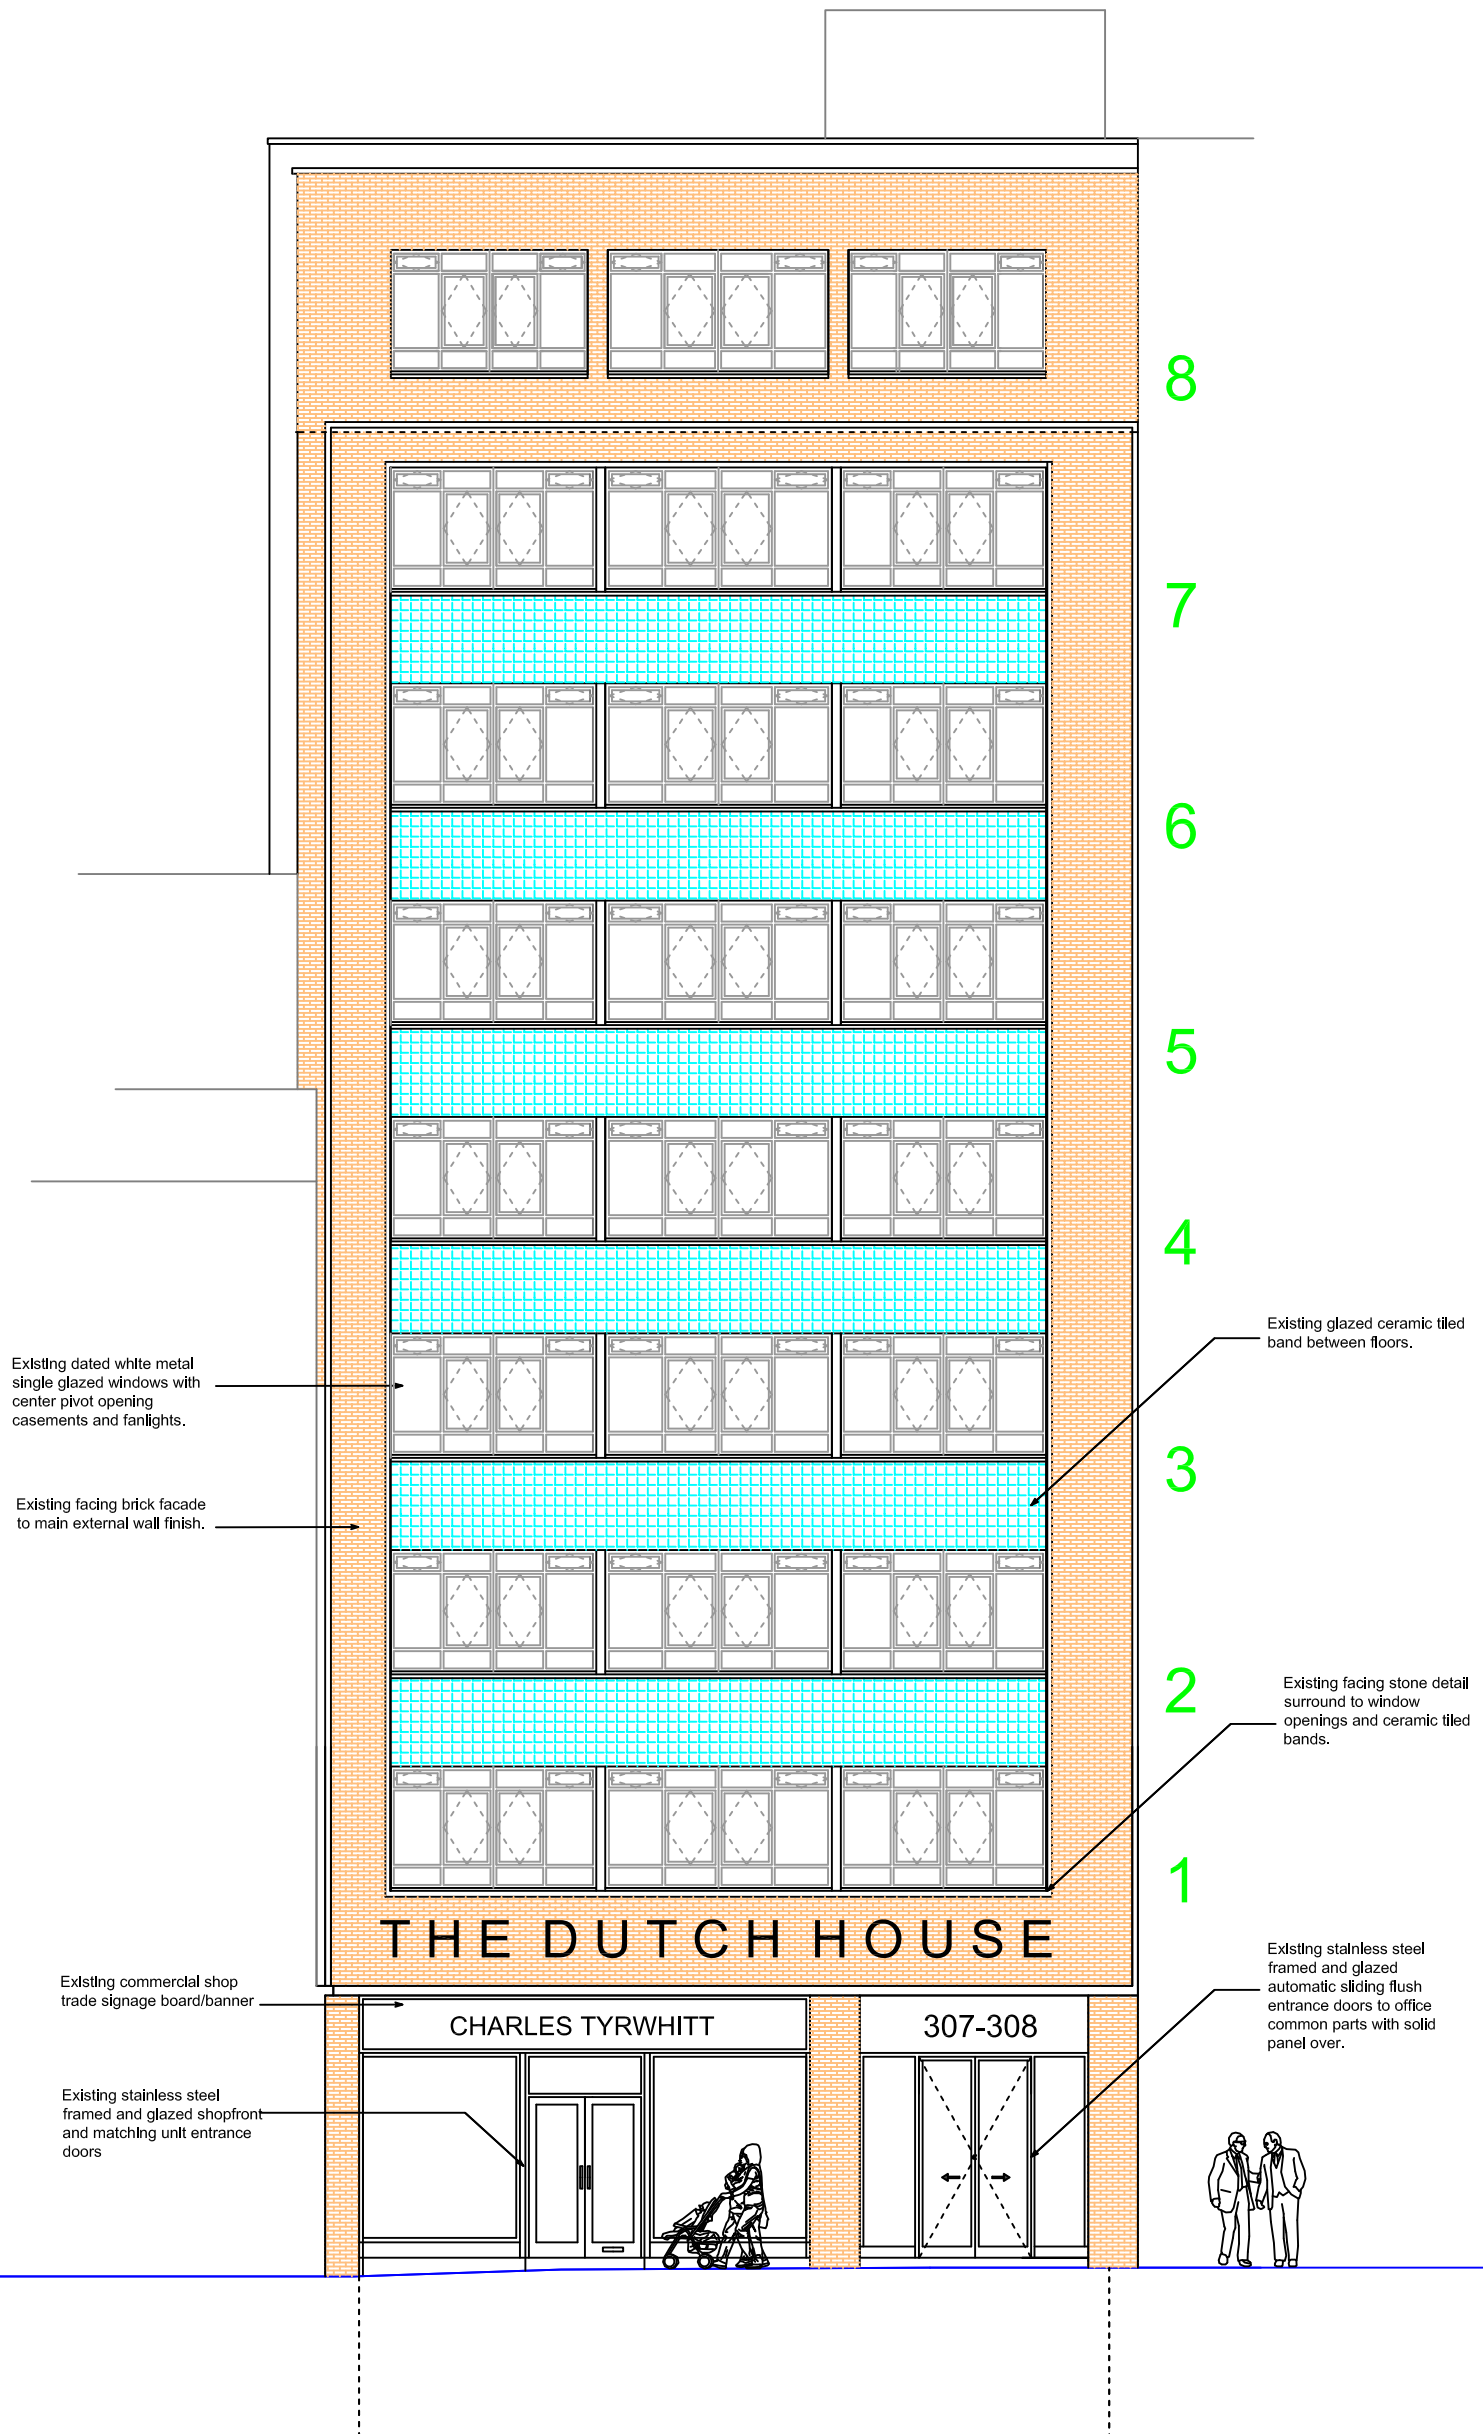 8
7
6
5
4
Existing glazed ceramic tiled
band between floors.
Existing dated white metal
single glazed windows with
center pivot opening
casements and fanlights.
3
Existing facing brick facade
to main external wall finish.
2
Existing facing stone detail
surround to window
openings and ceramic tiled
bands.
1
THE DUTCH HOUSE
Existing stainless steel
framed and glazed
automatic sliding flush
entrance doors to office
common parts with solid
panel over.
Existing commercial shop
trade signage board/banner
CHARLES TYRWHITT
307-308
Existing stainless steel
framed and glazed shopfront
and matching unit entrance
doors